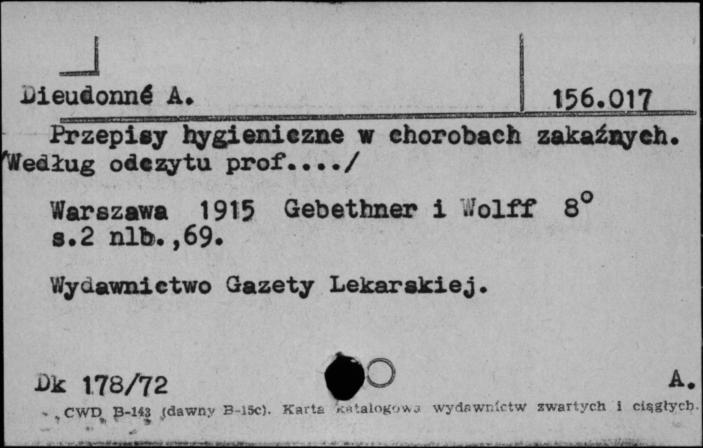 Dieudonné A.
156.017
Przepisy hygieniczne w chorobach zakaźnych.
/Według odczytu prof..../
Warszawa 1915 Gebethner i Wolff 8°
s.2 nlb.,69.
Wydawnictwo Gazety Lekarskiej.
Dk 178/72
A.
CWD B-143 (dawny B-15c). Karta katalogowa wydawnictw zwartych i ciągłych.